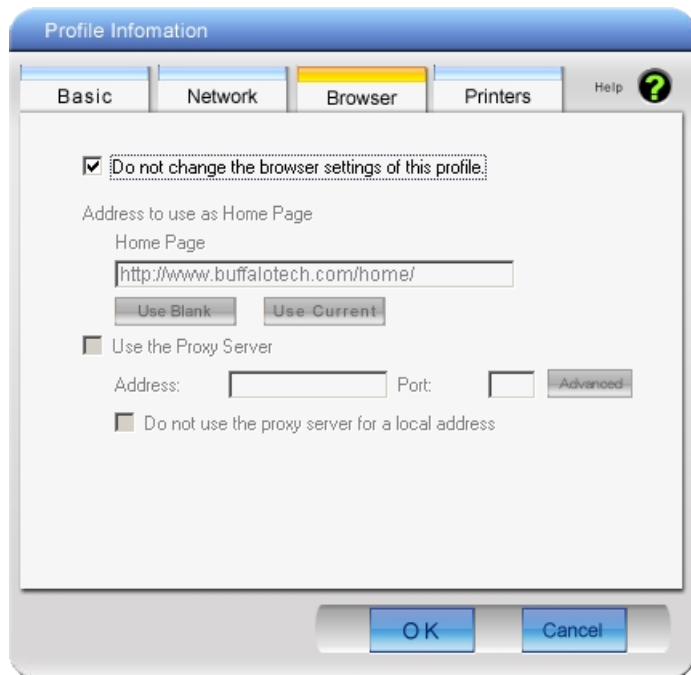 Profile Infomation
Basic Network Browser Printers Help ?
Do not change the browser settings of this profile.
Address to use as Home Page
Home Page
http://www.buffalotech.com/home/
Use Blank Use Current
Use the Proxy Server
Address: Port: Advanced
Do not use the proxy server for a local address
OK Cancel